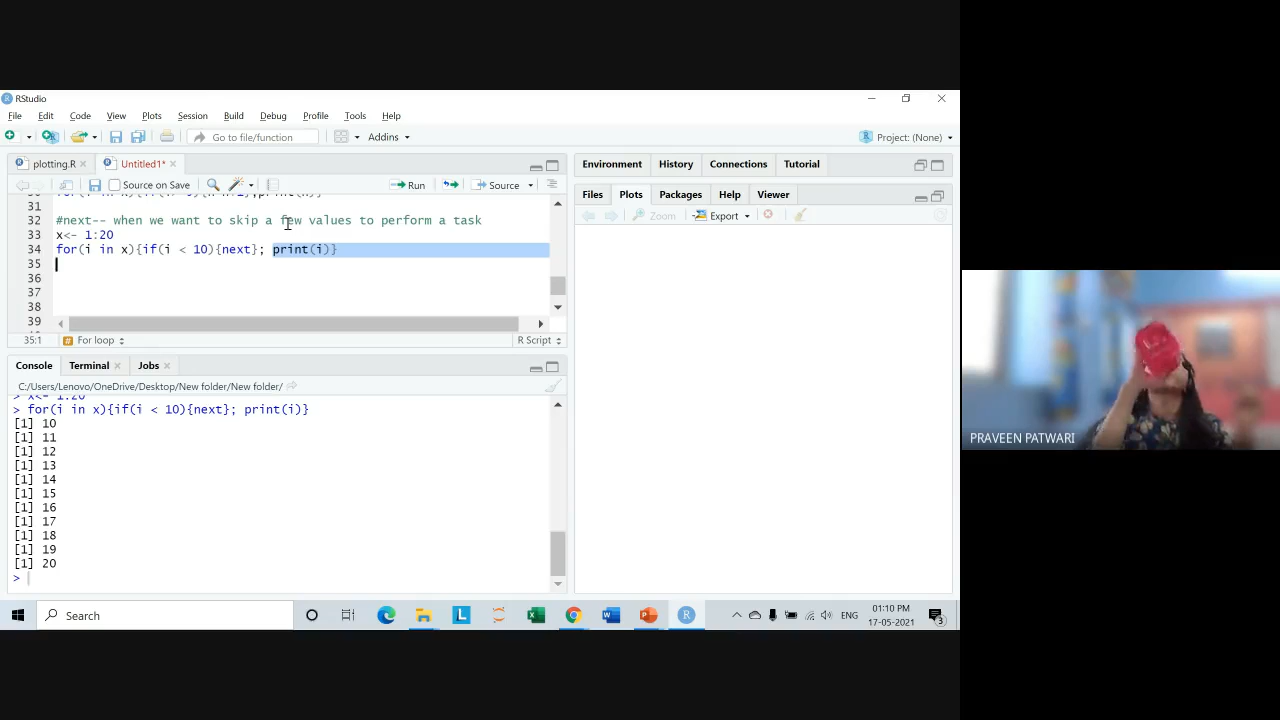 RStudio
File Edit Code View Plots Session Build Debug Profile Tools Help
Go to file/function Addins Project: (None)
plotting.R Untitled1*
Source on Save Run Source
31
32 #next-- when we want to skip a few values to perform a task
33 x<- 1:20
34 for(i in x){if(i < 10){next}; print(i)}
35
36
37
38
39
35:1 For loop R Script
Console Terminal Jobs
C:/Users/Lenovo/OneDrive/Desktop/New folder/New folder/
> x<- 1:20
> for(i in x){if(i < 10){next}; print(i)}
[1] 10
[1] 11
[1] 12
[1] 13
[1] 14
[1] 15
[1] 16
[1] 17
[1] 18
[1] 19
[1] 20
>
Environment History Connections Tutorial
Files Plots Packages Help Viewer
Zoom Export
PRAVEEN PATWARI
Search
ENG
01:10 PM
17-05-2021
3